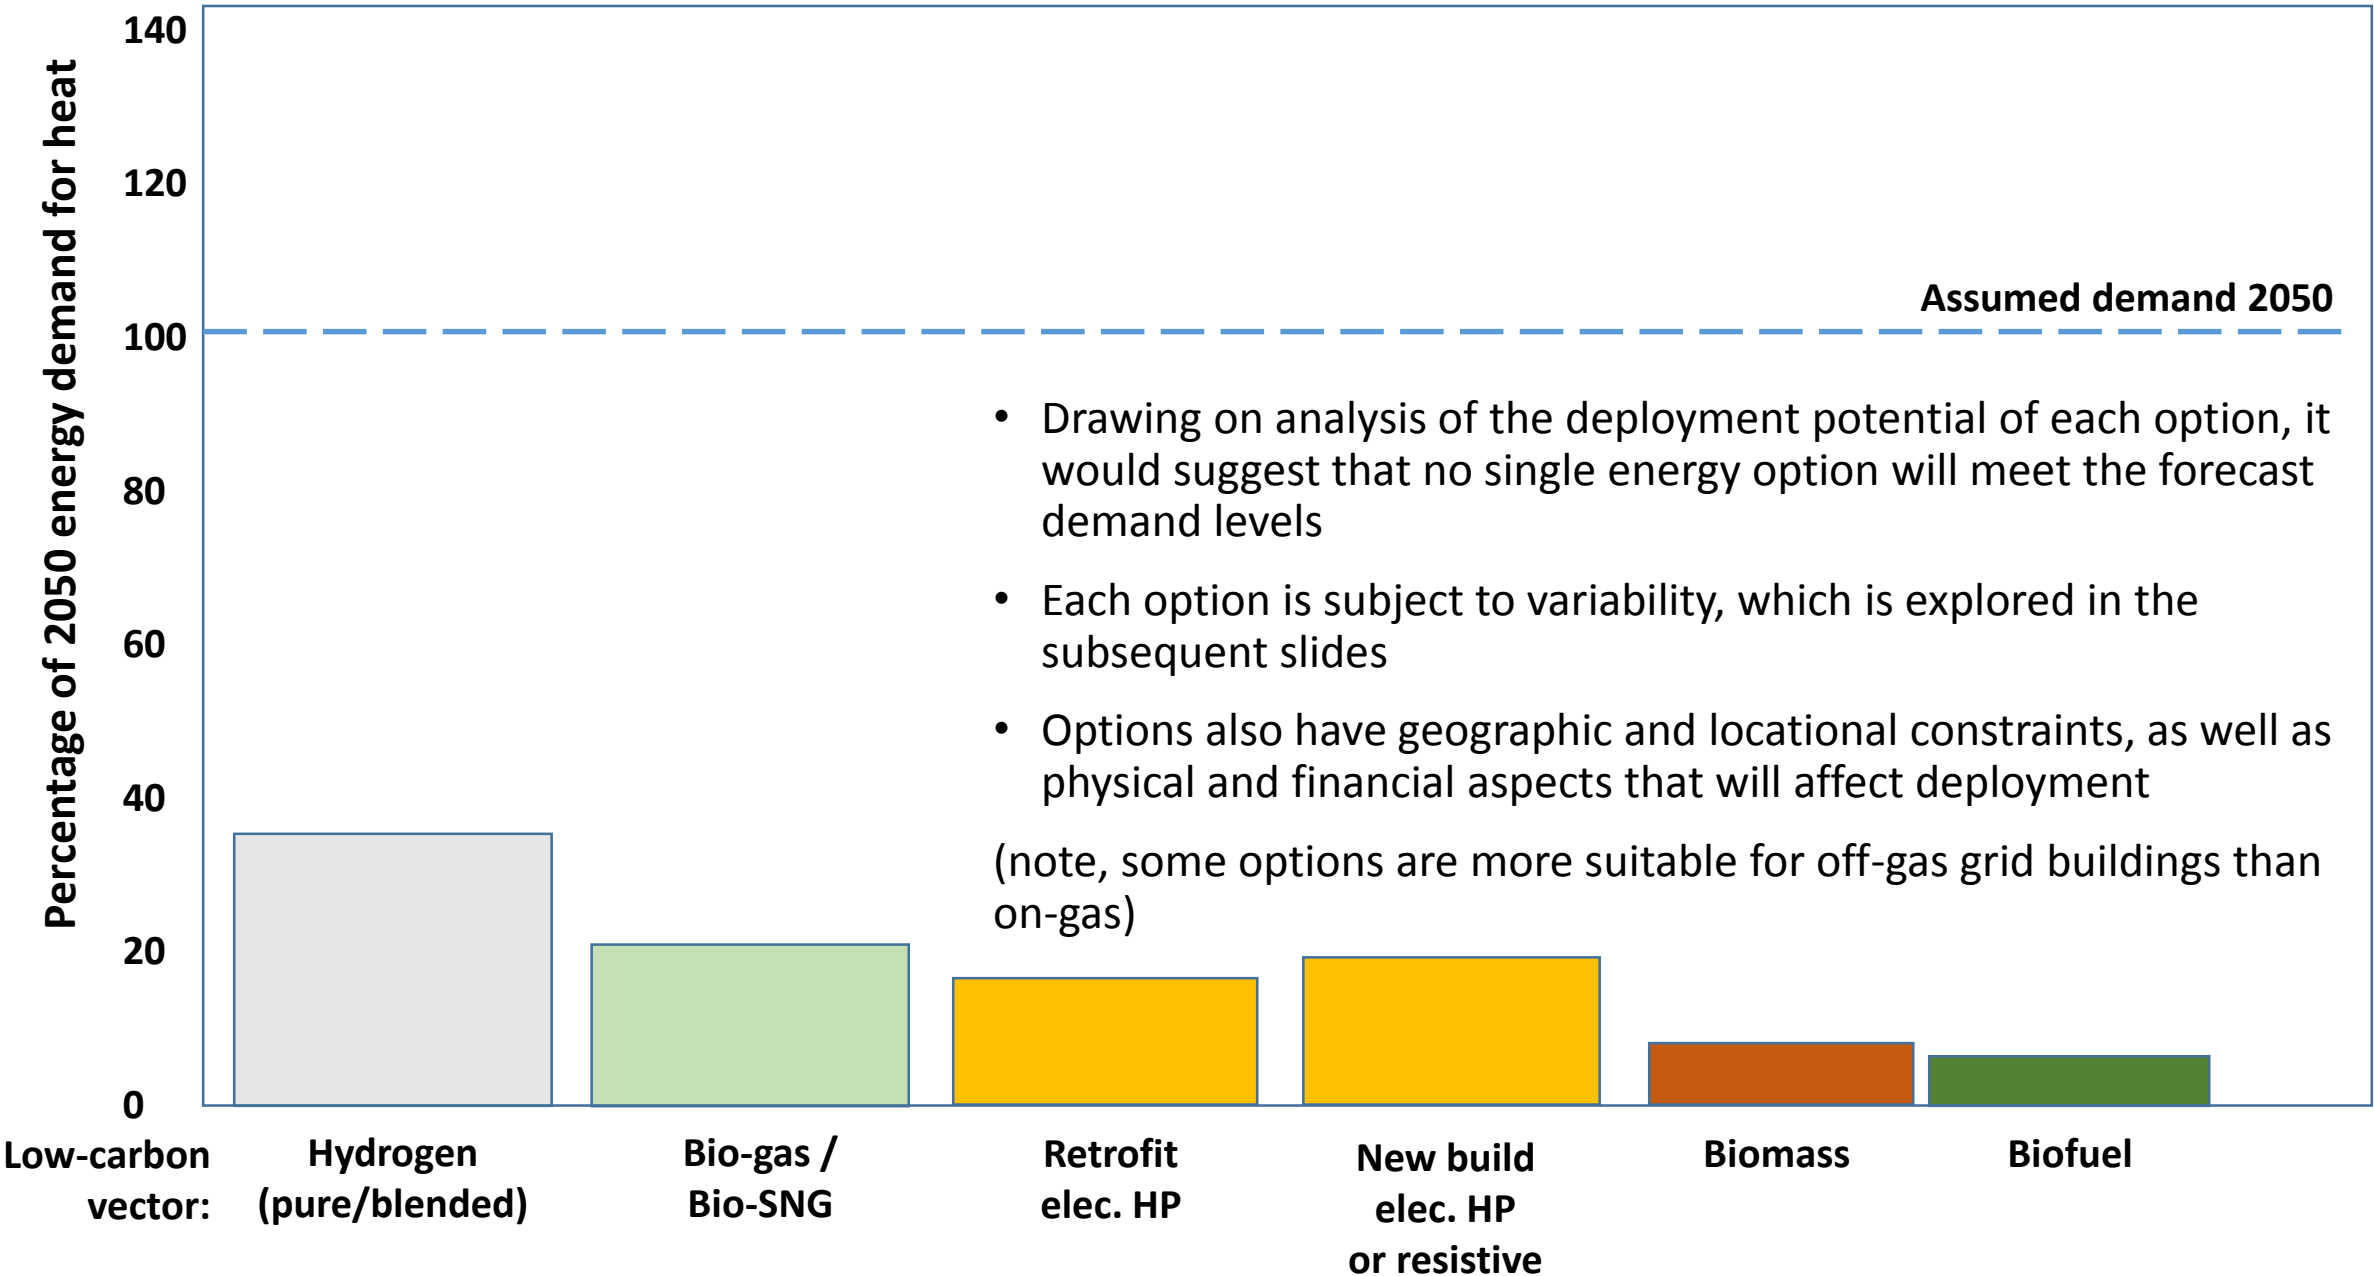 Percentage of 2050 energy demand for heat
140
120
100
80
60
40
20
0
Assumed demand 2050
• Drawing on analysis of the deployment potential of each option, it
would suggest that no single energy option will meet the forecast
demand levels
• Each option is subject to variability, which is explored in the
subsequent slides
• Options also have geographic and locational constraints, as well as
physical and financial aspects that will affect deployment
(note, some options are more suitable for off-gas grid buildings than
on-gas)
Low-carbon
vector:
Hydrogen
(pure/blended)
Bio-gas /
Bio-SNG
Retrofit
elec. HP
New build
elec. HP
or resistive
Biomass
Biofuel